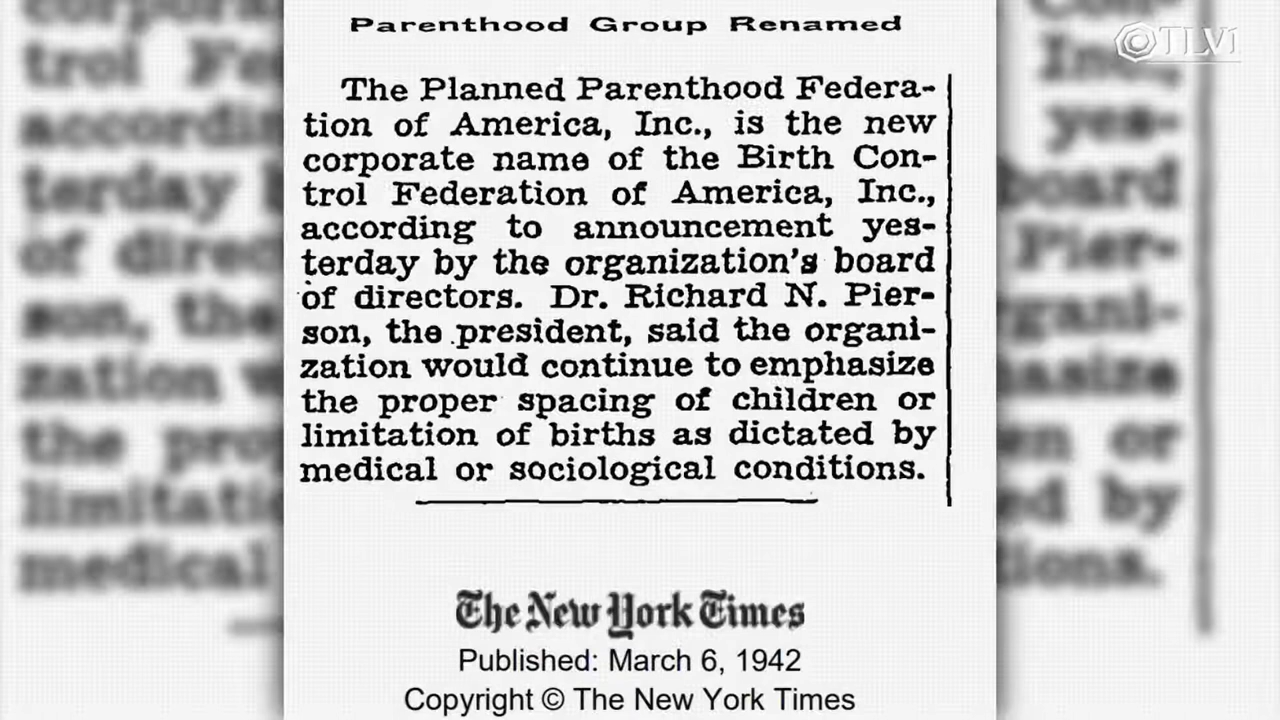 Parenthood Group Renamed
TLV1
The Planned Parenthood Federa-
tion of America, Inc., is the new
corporate name of the Birth Con-
trol Federation of America, Inc.,
according to announcement yes-
terday by the organization's board
of directors. Dr. Richard N. Pier-
son, the president, said the organi-
zation would continue to emphasize
the proper spacing of children or
limitation of births as dictated by
medical or sociological conditions.
The New York Times
Published: March 6, 1942
Copyright © The New York Times